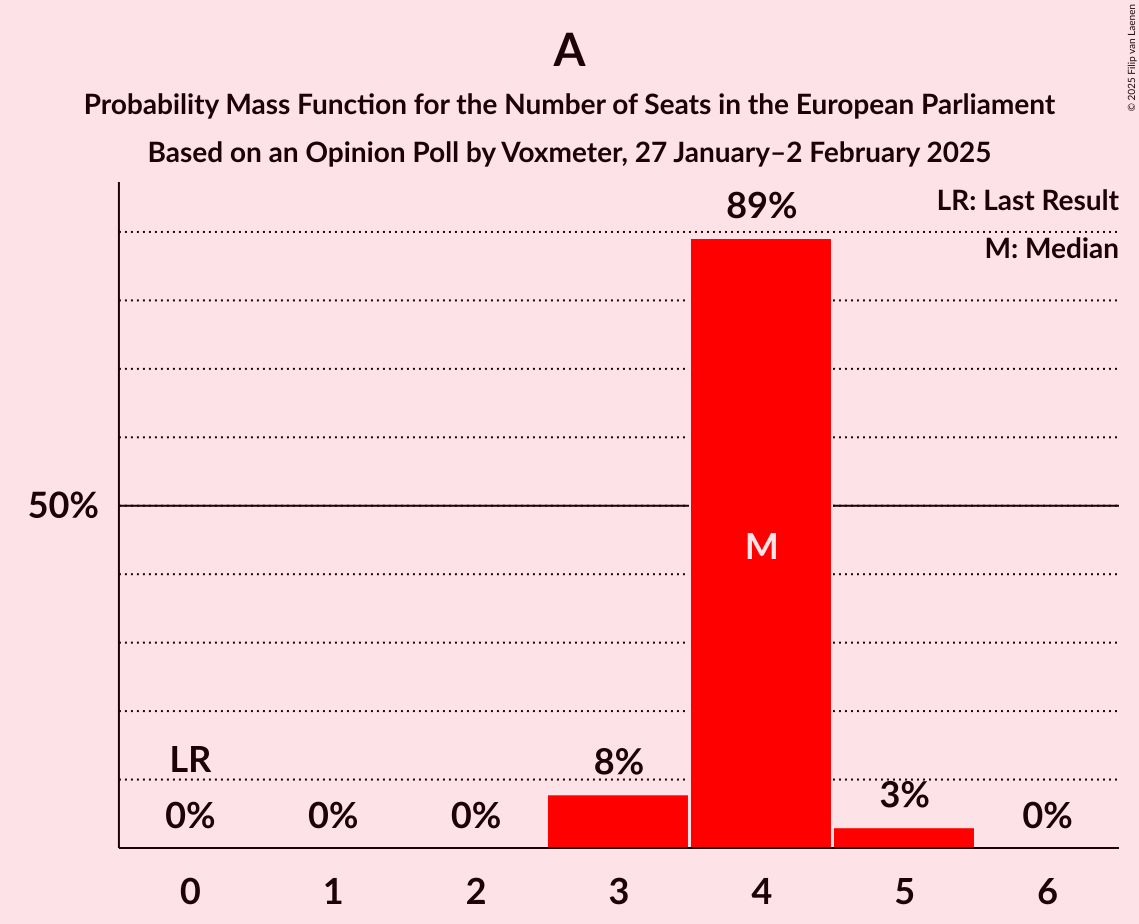 A
Probability Mass Function for the Number of Seats in the European Parliament
Based on an Opinion Poll by Voxmeter, 27 January–2 February 2025
© 2025 Filip van Laenen
LR: Last Result
M: Median
89%
50%
M
LR
8%
3%
0% 0% 0% 0%
0 1 2 3 4 5 6